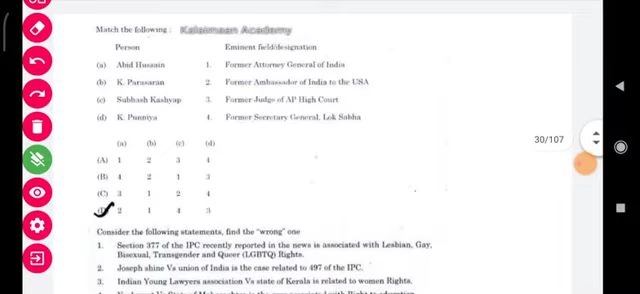 Match the following : Kalaimaan Academy
Person Eminent field/designation
(a) Abid Hussain 1. Former Attorney General of India
(b) K. Parasaran 2. Former Ambassador of India to the USA
(c) Subhash Kashyap 3. Former Judge of AP High Court
(d) K. Punniya 4. Former Secretary General, Lok Sabha
30/107
(a) (b) (c) (d)
(A) 1 2 3 4
(B) 4 2 1 3
(C) 3 1 2 4
(D) 2 1 4 3
Consider the following statements, find the "wrong" one
1. Section 377 of the IPC recently reported in the news is associated with Lesbian, Gay,
Bisexual, Transgender and Queer (LGBTQ) Rights.
2. Joseph shine Vs union of India is the case related to 497 of the IPC.
3. Indian Young Lawyers association Vs state of Kerala is related to women Rights.